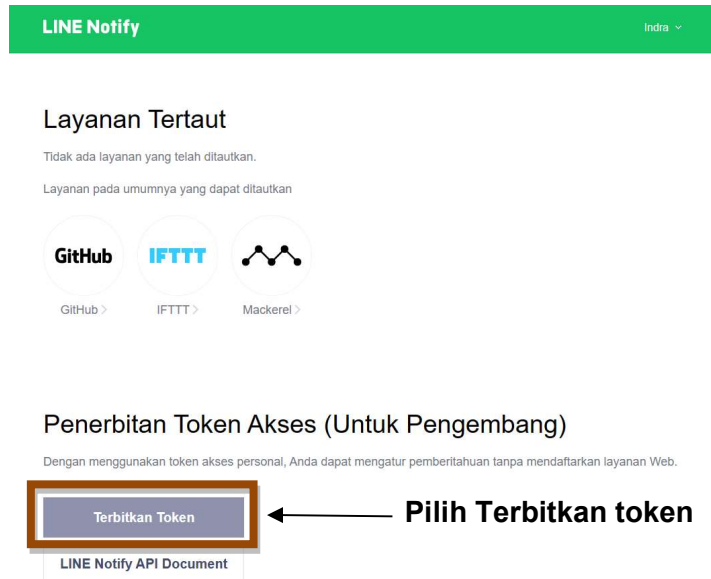 LINE Notify
Indra
Layanan Tertaut
Tidak ada layanan yang telah ditautkan.
Layanan pada umumnya yang dapat ditautkan
GitHub IFTTT
GitHub IFTTT Mackerel
Penerbitan Token Akses (Untuk Pengembang)
Dengan menggunakan token akses personal, Anda dapat mengatur pemberitahuan tanpa mendaftarkan layanan Web.
Terbitkan Token
Pilih Terbitkan token
LINE Notify API Document